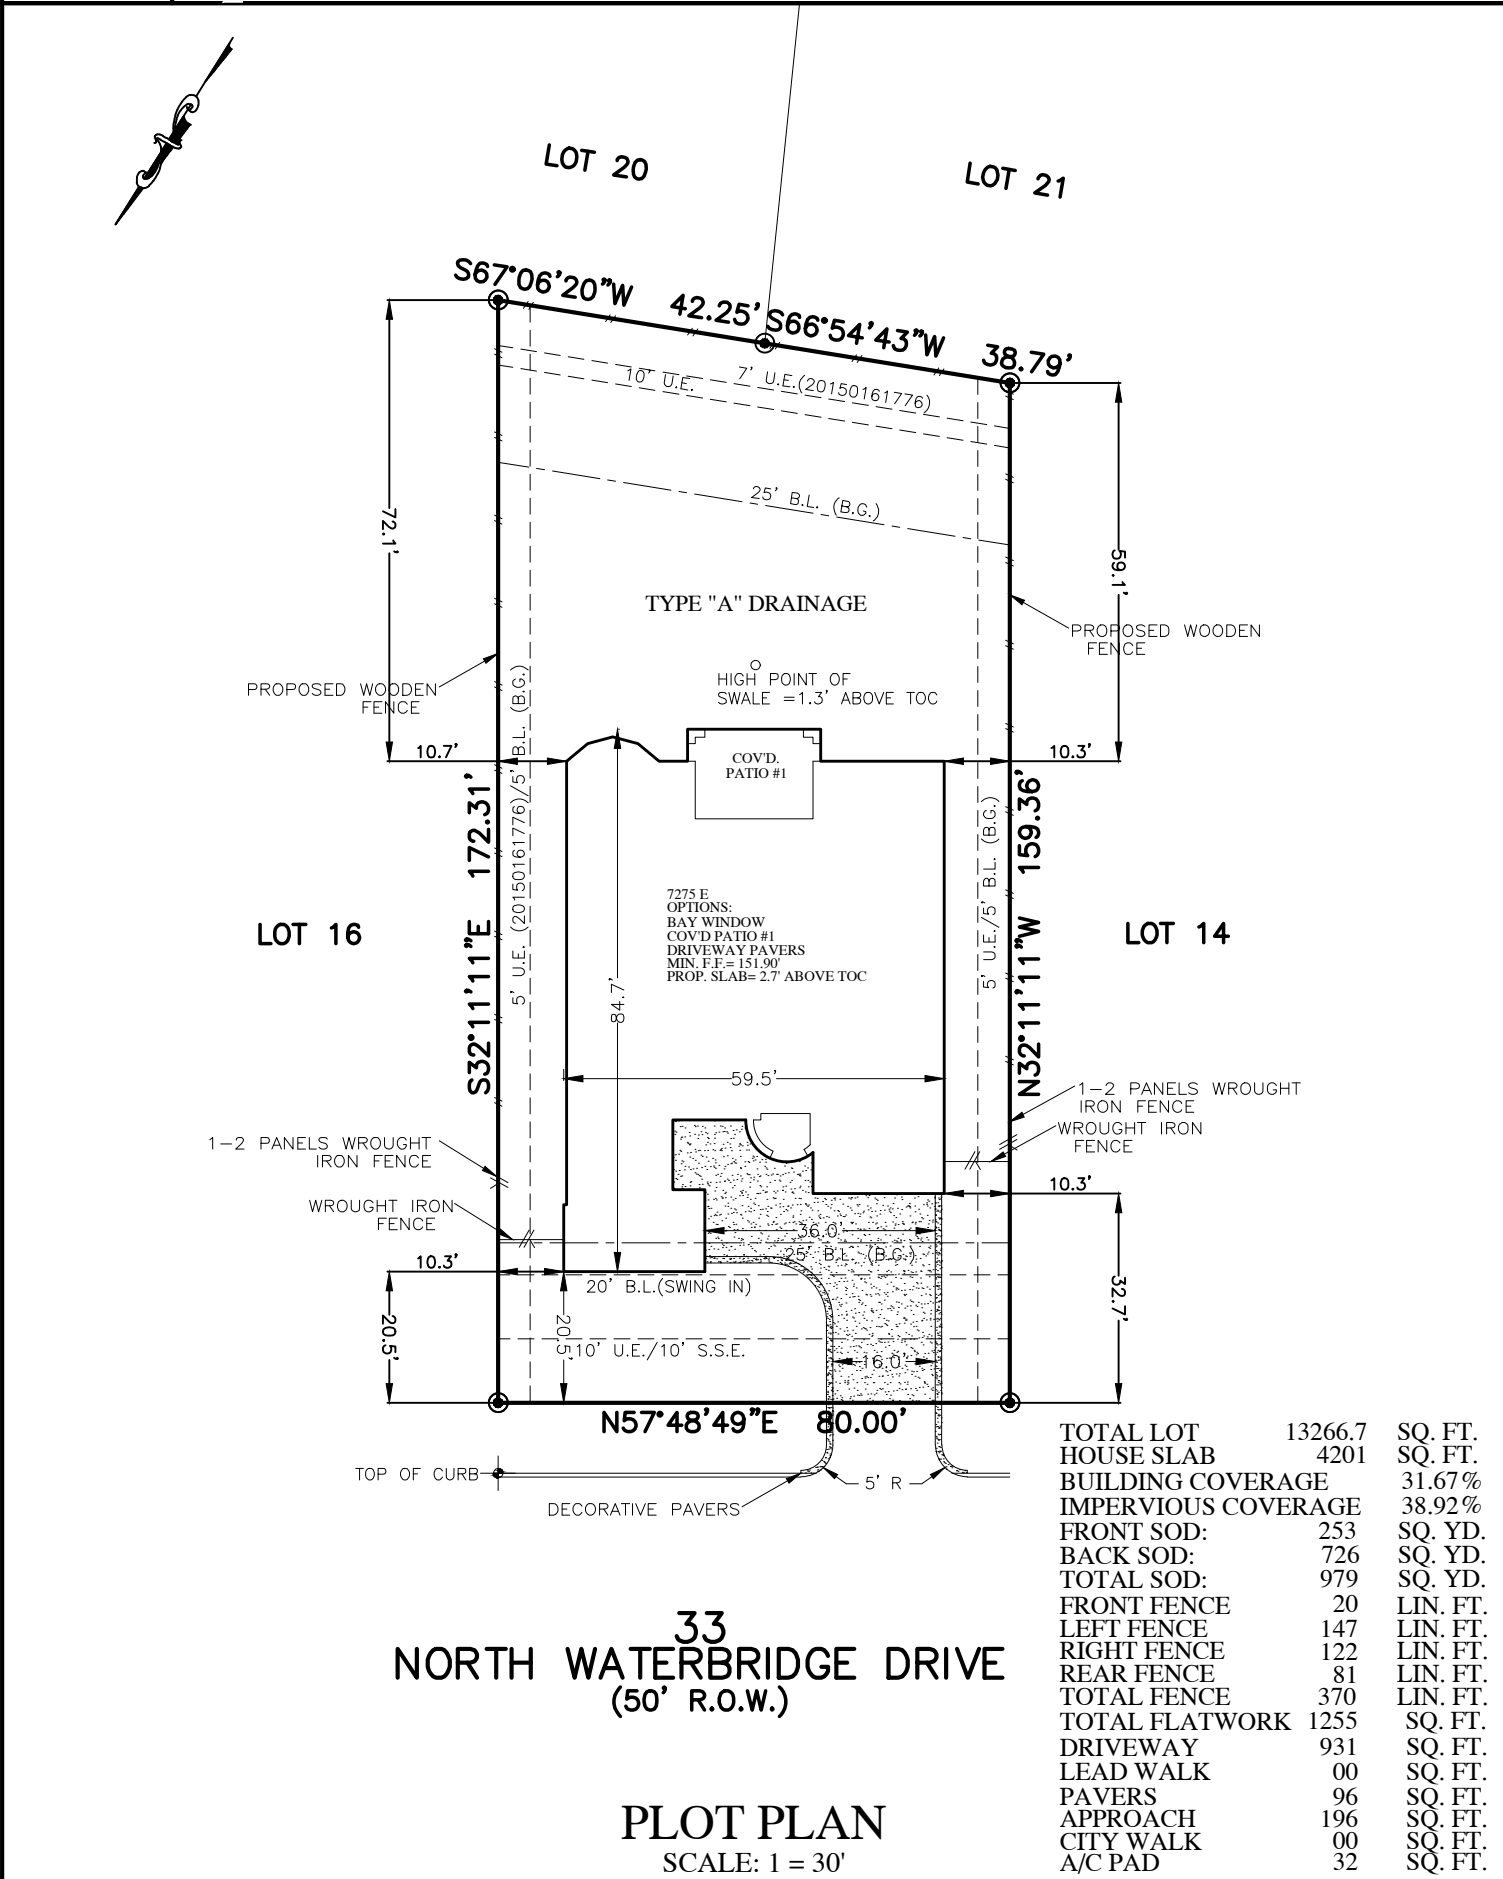 LOT 20
LOT 21
S67°06'20"W 42.25'
S66°54'43"W 38.79'
10' U.E.
7' U.E.(20150161776)
25' B.L. (B.G.)
72.1'
59.1'
TYPE "A" DRAINAGE
PROPOSED WOODEN
FENCE
HIGH POINT OF
SWALE =1.3' ABOVE TOC
PROPOSED WOODEN
FENCE
10.7'
10.3'
COV'D.
PATIO #1
S32°11'11"E 172.31'
5' U.E. (20150161776)/5' B.L. (B.G.)
5' U.E./5' B.L. (B.G.)
N32°11'11"W 159.36'
7275 E
OPTIONS:
BAY WINDOW
COV'D PATIO #1
DRIVEWAY PAVERS
MIN. F.F.= 151.90'
PROP. SLAB= 2.7' ABOVE TOC
LOT 16
LOT 14
84.7'
59.5'
1-2 PANELS WROUGHT
IRON FENCE
WROUGHT IRON
FENCE
1-2 PANELS WROUGHT
IRON FENCE
WROUGHT IRON
FENCE
10.3'
10.3'
36.0'
25' B.L. (B.G.)
20' B.L.(SWING IN)
20.5'
20.5'
32.7'
10' U.E./10' S.S.E.
16.0'
N57°48'49"E 80.00'
TOP OF CURB
5' R
DECORATIVE PAVERS
33
NORTH WATERBRIDGE DRIVE
(50' R.O.W.)
PLOT PLAN
SCALE: 1 = 30'
TOTAL LOT 13266.7 SQ. FT.
HOUSE SLAB 4201 SQ. FT.
BUILDING COVERAGE 31.67%
IMPERVIOUS COVERAGE 38.92%
FRONT SOD: 253 SQ. YD.
BACK SOD: 726 SQ. YD.
TOTAL SOD: 979 SQ. YD.
FRONT FENCE 20 LIN. FT.
LEFT FENCE 147 LIN. FT.
RIGHT FENCE 122 LIN. FT.
REAR FENCE 81 LIN. FT.
TOTAL FENCE 370 LIN. FT.
TOTAL FLATWORK 1255 SQ. FT.
DRIVEWAY 931 SQ. FT.
LEAD WALK 00 SQ. FT.
PAVERS 96 SQ. FT.
APPROACH 196 SQ. FT.
CITY WALK 00 SQ. FT.
A/C PAD 32 SQ. FT.